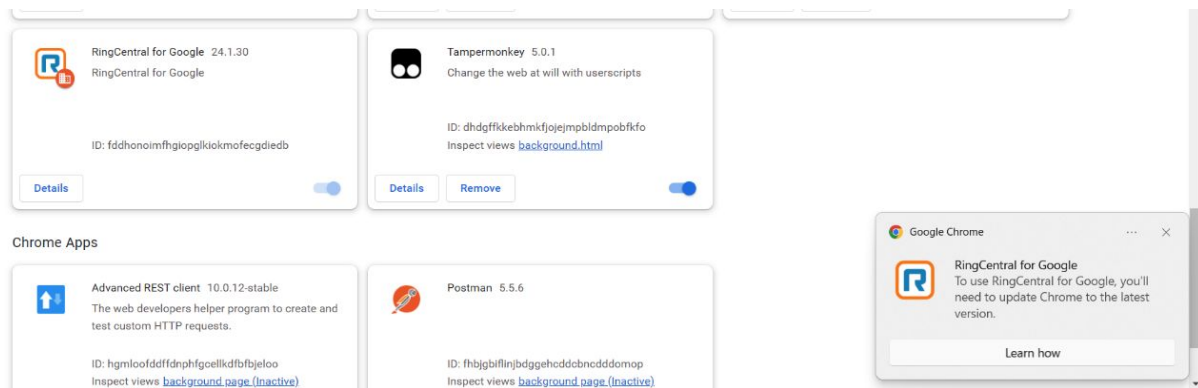 RingCentral for Google 24.1.30
RingCentral for Google
ID: fddhonoimfhgiopglkiokmofecgdiedb
Details
Tampermonkey 5.0.1
Change the web at will with userscripts
ID: dhdgffkkebhmkfjojejmpbldmpobfkfo
Inspect views background.html
Details Remove
Chrome Apps
Advanced REST client 10.0.12-stable
The web developers helper program to create and
test custom HTTP requests.
ID: hgmloofddffdnphfgcellkdfbfbjeloo
Inspect views background page (Inactive)
Postman 5.5.6
ID: fhbjgbiflinjbdggehcddcbncdddomop
Inspect views background page (Inactive)
Google Chrome
RingCentral for Google
To use RingCentral for Google, you'll
need to update Chrome to the latest
version.
Learn how